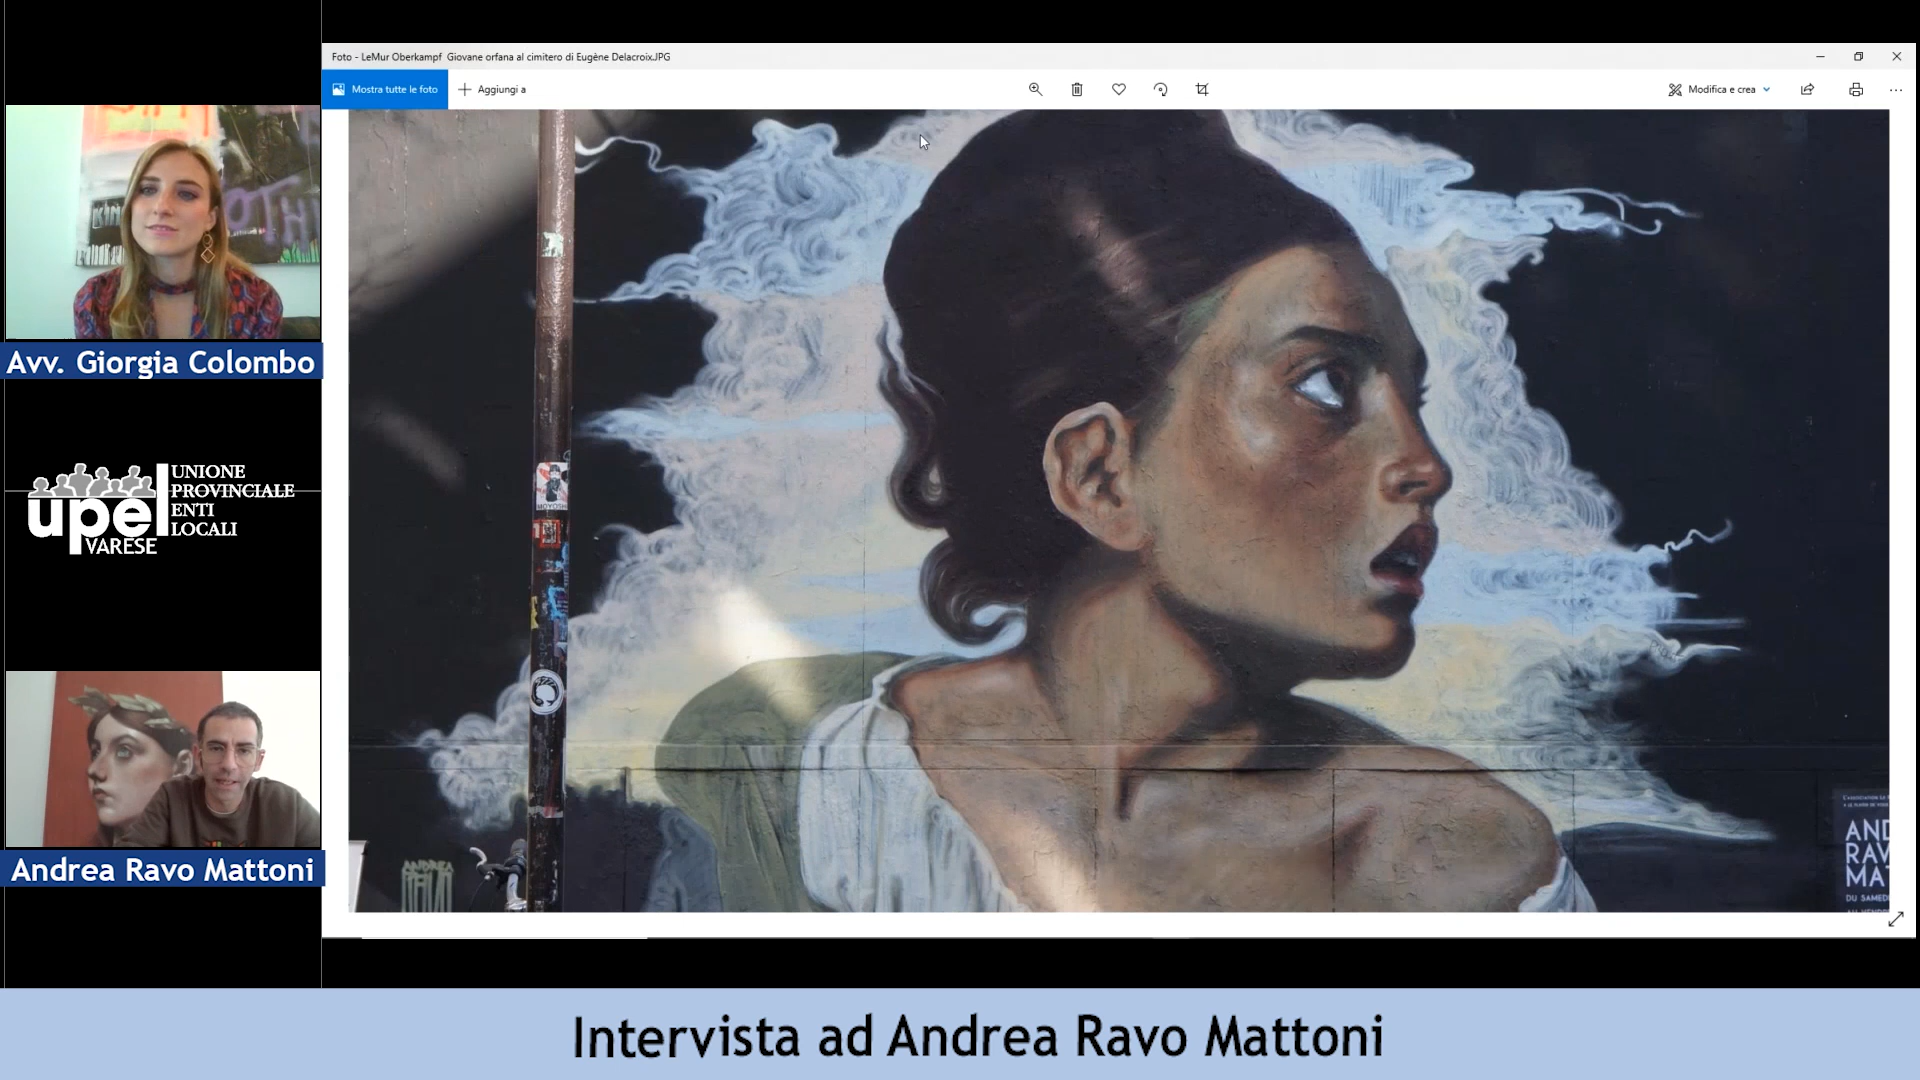 Foto - LeMur Oberkampf Giovane orfana al cimitero di Eugène Delacroix.JPG
Mostra tutte le foto
Aggiungi a
Modifica e crea
Avv. Giorgia Colombo
upel
UNIONE
PROVINCIALE
ENTI
LOCALI
VARESE
Andrea Ravo Mattoni
AND
RAV
MAT
DU SAMEDI
Intervista ad Andrea Ravo Mattoni